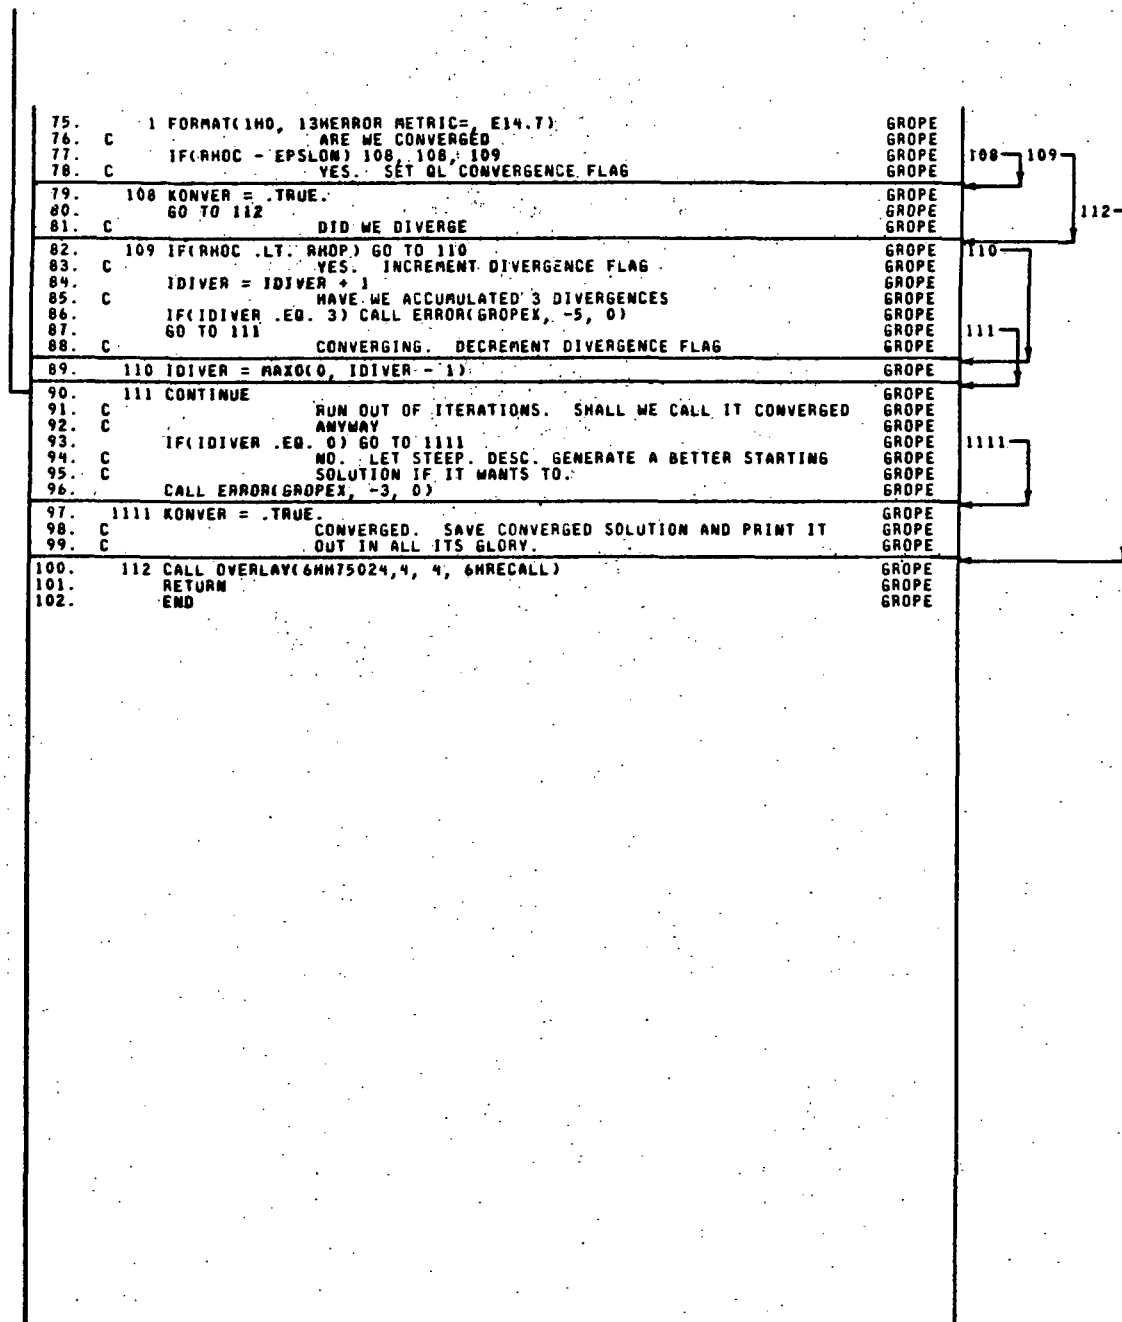 75. 1 FORMAT(1H0, 13HERROR METRIC=, E14.7) GROPE
76. C ARE WE CONVERGED GROPE
77. IF(RHOC - EPSLON) 108, 108, 109 GROPE 108 109
78. C YES. SET QL CONVERGENCE FLAG GROPE
79. 108 KONVER = .TRUE. GROPE
80. GO TO 112 GROPE 112
81. C DID WE DIVERGE GROPE
82. 109 IF(RHOC .LT. RHOP) GO TO 110 GROPE 110
83. C YES. INCREMENT DIVERGENCE FLAG GROPE
84. IDIVER = IDIVER + 1 GROPE
85. C HAVE WE ACCUMULATED 3 DIVERGENCES GROPE
86. IF(IDIVER .EQ. 3) CALL ERROR(GROPEX, -5, 0) GROPE
87. GO TO 111 GROPE 111
88. C CONVERGING. DECREMENT DIVERGENCE FLAG GROPE
89. 110 IDIVER = MAX0(0, IDIVER - 1) GROPE
90. 111 CONTINUE GROPE
91. C RUN OUT OF ITERATIONS. SHALL WE CALL IT CONVERGED GROPE
92. C ANYWAY GROPE
93. IF(IDIVER .EQ. 0) GO TO 1111 GROPE 1111
94. C NO. LET STEEP. DESC. GENERATE A BETTER STARTING GROPE
95. C SOLUTION IF IT WANTS TO. GROPE
96. CALL ERROR(GROPEX, -3, 0) GROPE
97. 1111 KONVER = .TRUE. GROPE
98. C CONVERGED. SAVE CONVERGED SOLUTION AND PRINT IT GROPE
99. C OUT IN ALL ITS GLORY. GROPE
100. 112 CALL OVERLAY(6HH75024,4, 4, 6HRECALL) GROPE
101. RETURN GROPE
102. END GROPE